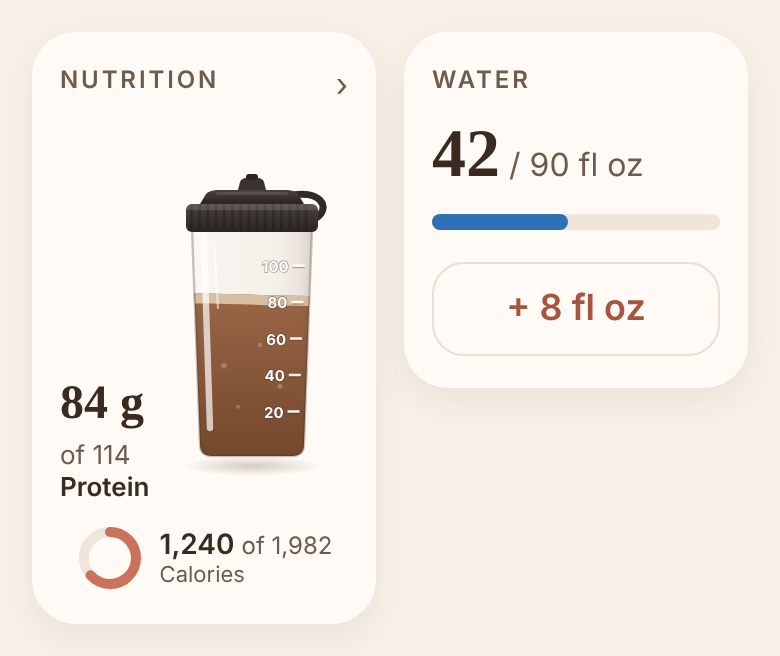 NUTRITION ›
100
80
60
40
20
84 g
of 114
Protein
1,240 of 1,982
Calories
WATER
42 / 90 fl oz
+ 8 fl oz